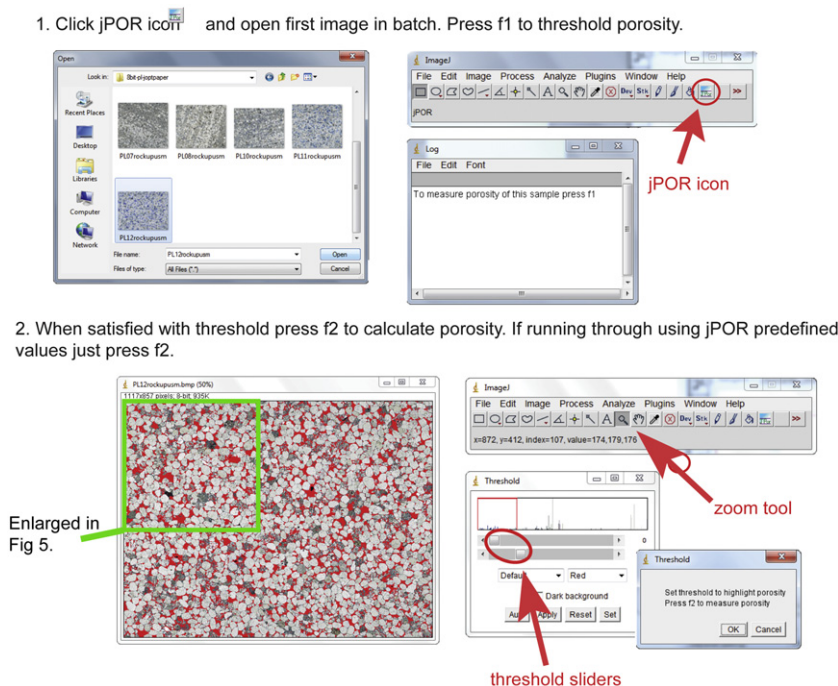 1. Click jPOR icon and open first image in batch. Press f1 to threshold porosity.
Open
Look in:
8bit-pljoptpaper
Recent Places
Desktop
Libraries
Computer
Network
PL07rockupusm
PL08rockupusm
PL10rockupusm
PL11rockupusm
PL12rockupusm
File name:
PL12rockupusm
Open
Files of type:
All Files (*.*)
Cancel
ImageJ
File Edit Image Process Analyze Plugins Window Help
A Dev Stk >>
jPOR
jPOR icon
Log
File Edit Font
To measure porosity of this sample press f1
2. When satisfied with threshold press f2 to calculate porosity. If running through using jPOR predefined
values just press f2.
PL12rockupusm.bmp (50%)
1117x857 pixels; 8-bit; 935K
Enlarged in
Fig 5.
ImageJ
File Edit Image Process Analyze Plugins Window Help
A Dev Stk >>
x=872, y=412, index=107, value=174,179,176
zoom tool
Threshold
0
Default Red
Dark background
Apply Reset Set
threshold sliders
Threshold
Set threshold to highlight porosity
Press f2 to measure porosity
OK Cancel